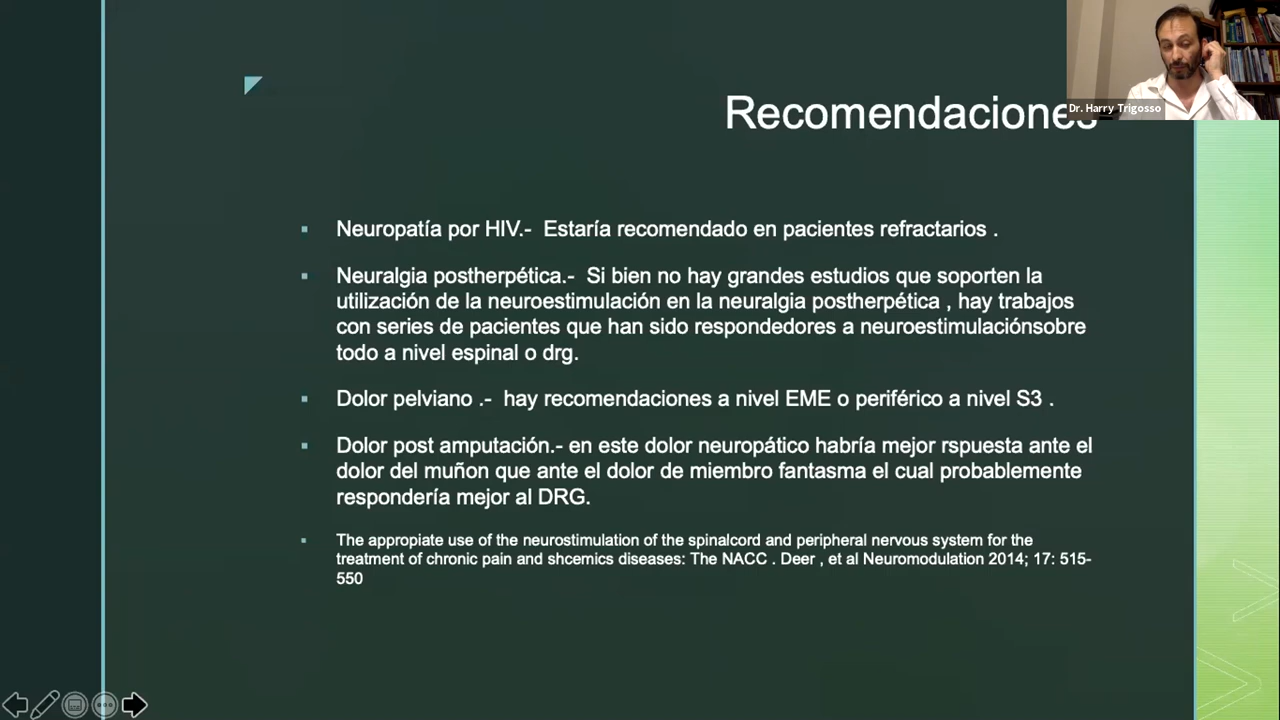 Dr. Harry Trigosso
Recomendaciones
Neuropatía por HIV.- Estaría recomendado en pacientes refractarios .
Neuralgia postherpética.- Si bien no hay grandes estudios que soporten la
utilización de la neuroestimulación en la neuralgia postherpética , hay trabajos
con series de pacientes que han sido respondedores a neuroestimulaciónsobre
todo a nivel espinal o drg.
Dolor pelviano .- hay recomendaciones a nivel EME o periférico a nivel S3 .
Dolor post amputación.- en este dolor neuropático habría mejor rspuesta ante el
dolor del muñon que ante el dolor de miembro fantasma el cual probablemente
respondería mejor al DRG.
The appropiate use of the neurostimulation of the spinalcord and peripheral nervous system for the
treatment of chronic pain and shcemics diseases: The NACC . Deer , et al Neuromodulation 2014; 17: 515-
550